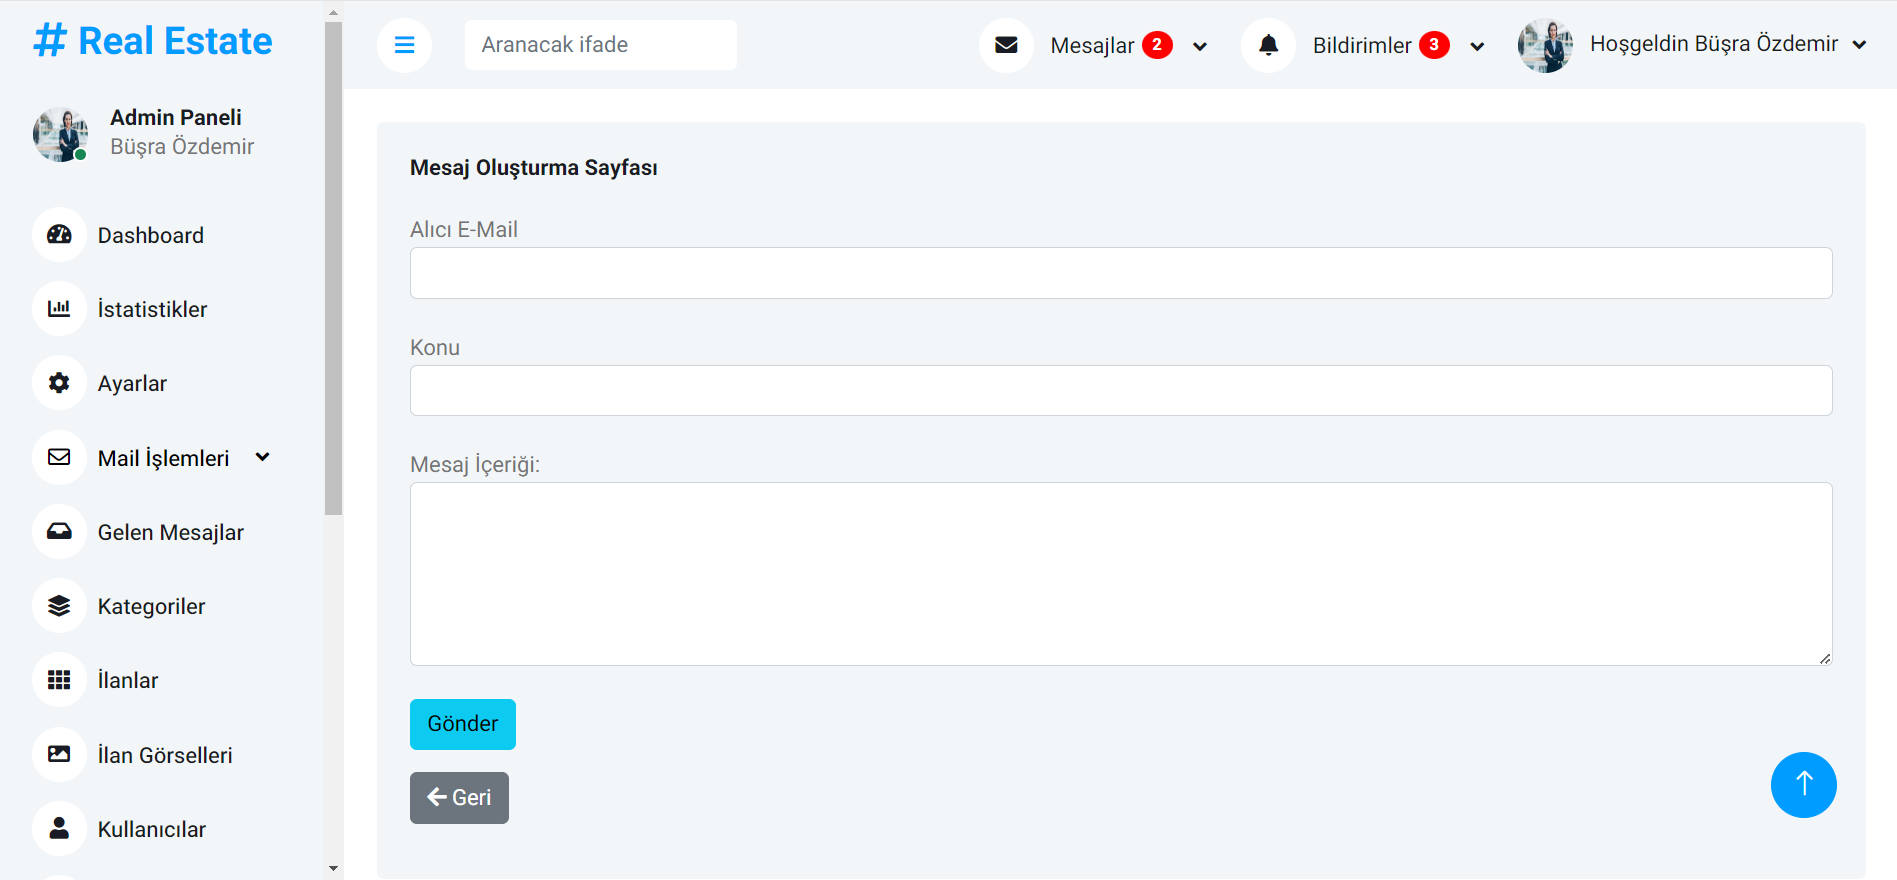 # Real Estate
Admin Paneli
Büşra Özdemir
Dashboard
İstatistikler
Ayarlar
Mail İşlemleri
Gelen Mesajlar
Kategoriler
İlanlar
İlan Görselleri
Kullanıcılar
Aranacak ifade
Mesajlar 2
Bildirimler 3
Hoşgeldin Büşra Özdemir
Mesaj Oluşturma Sayfası
Alıcı E-Mail
Konu
Mesaj İçeriği:
Gönder
Geri